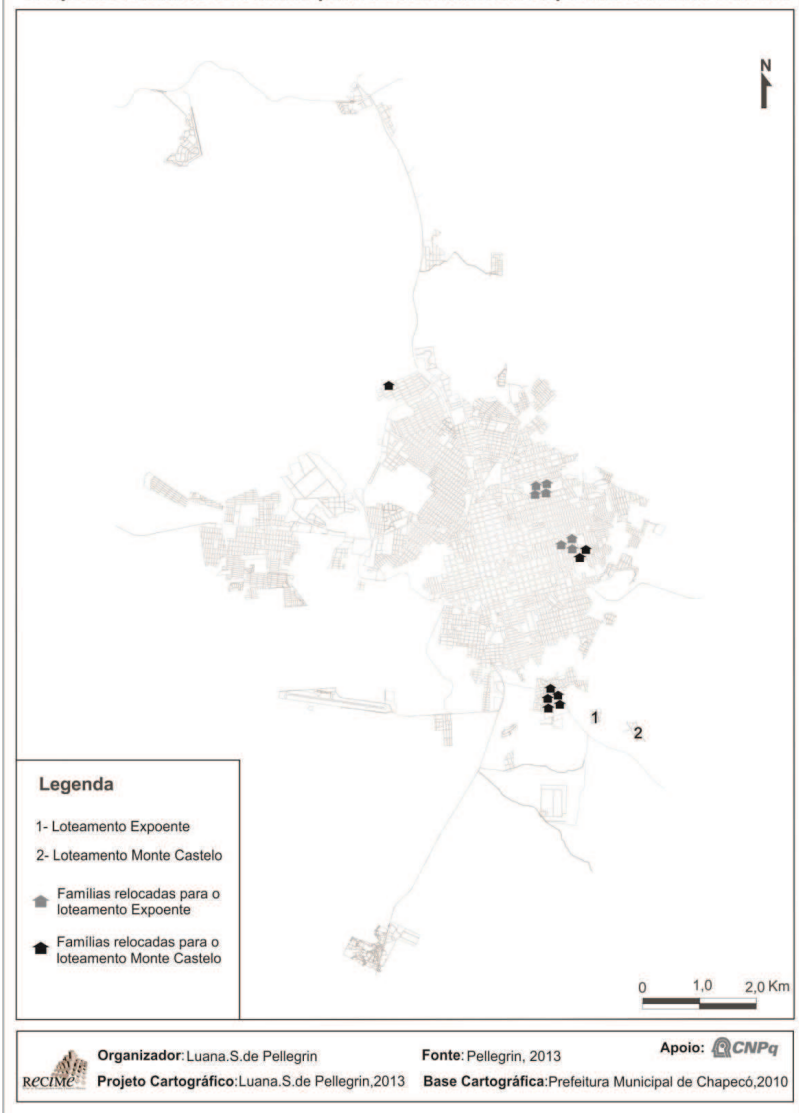 N
1
2
Legenda
1- Loteamento Expoente
2- Loteamento Monte Castelo
Famílias relocadas para o
loteamento Expoente
Famílias relocadas para o
loteamento Monte Castelo
0 1,0 2,0 Km
Organizador:Luana.S.de Pellegrin
Fonte: Pellegrin, 2013
Apoio: CNPq
RECIME
Projeto Cartográfico:Luana.S.de Pellegrin,2013
Base Cartográfica:Prefeitura Municipal de Chapecó,2010